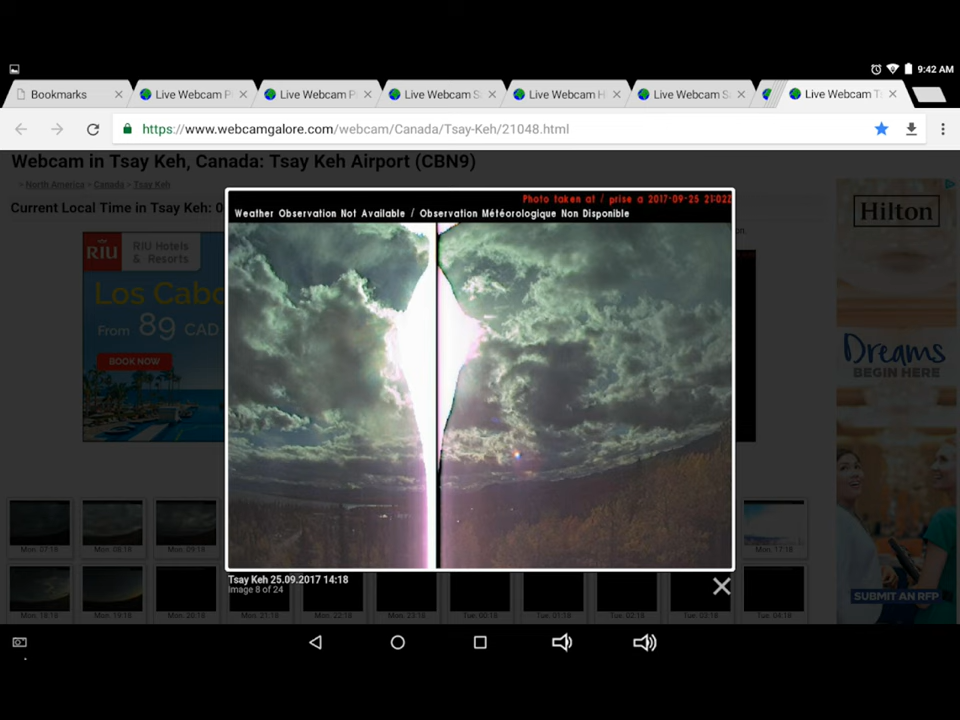 9:42 AM
Bookmarks
Live Webcam P
Live Webcam P
Live Webcam S
Live Webcam H
Live Webcam S
Live Webcam T
https://www.webcamgalore.com/webcam/Canada/Tsay-Keh/21048.html
Webcam in Tsay Keh, Canada: Tsay Keh Airport (CBN9)
> North America > Canada > Tsay Keh
Current Local Time in Tsay Keh: 0
Photo taken at / prise a 2017-09-25 21:02Z
Weather Observation Not Available / Observation Météorologique Non Disponible
RIU Hotels
& Resorts
Los Cabo
From 89 CAD
BOOK NOW
Hilton
Dreams
BEGIN HERE
SUBMIT AN RFP
Mon. 07:18
Mon. 08:18
Mon. 09:18
Mon. 17:18
Tsay Keh 25.09.2017 14:18
Image 8 of 24
Mon. 18:18
Mon. 19:18
Mon. 20:18
Mon. 21:18
Mon. 22:18
Mon. 23:18
Tue. 00:18
Tue. 01:18
Tue. 02:18
Tue. 03:18
Tue. 04:18